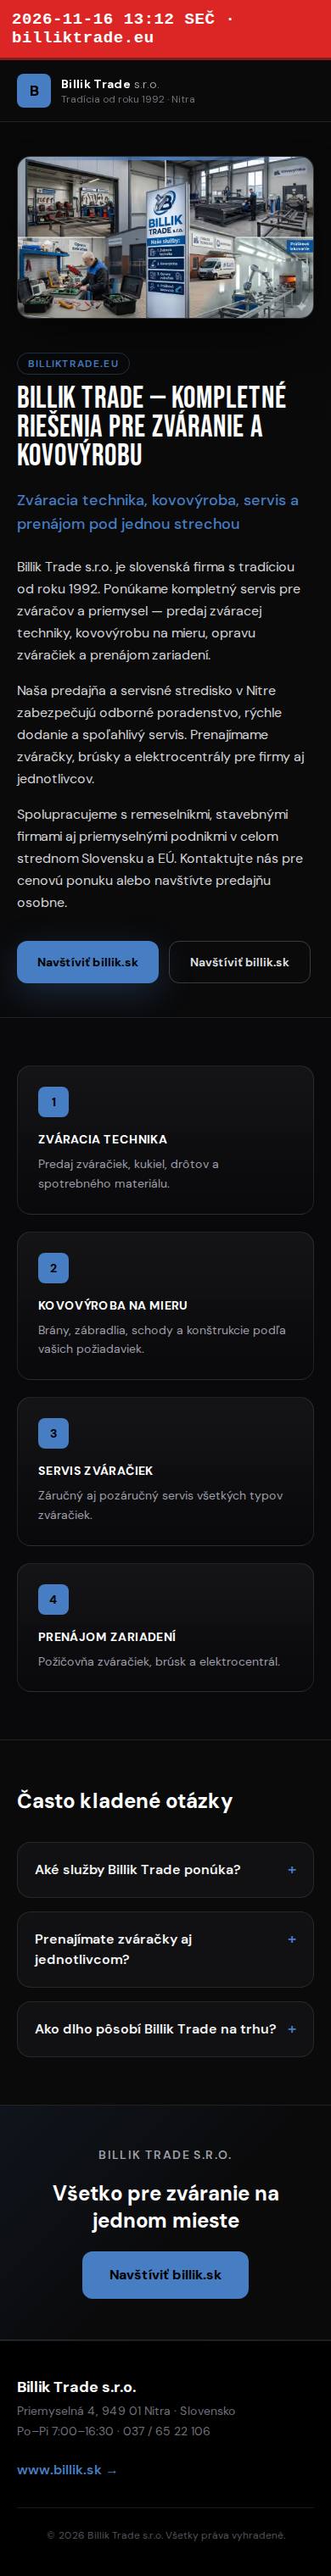 2026-11-16 13:12 SEČ ·
billiktrade.eu
B
Billik Trade s.r.o.
Tradícia od roku 1992 · Nitra
BILLIK
TRADE
Naše služby:
BILLIKTRADE.EU
BILLIK TRADE — KOMPLETNÉ
RIEŠENIA PRE ZVÁRANIE A
KOVOVÝROBU
Zváracia technika, kovovýroba, servis a
prenájom pod jednou strechou
Billik Trade s.r.o. je slovenská firma s tradíciou
od roku 1992. Ponúkame kompletný servis pre
zváračov a priemysel — predaj zváracej
techniky, kovovýrobu na mieru, opravu
zváračiek a prenájom zariadení.
Naša predajňa a servisné stredisko v Nitre
zabezpečujú odborné poradenstvo, rýchle
dodanie a spoľahlivý servis. Prenajímame
zváračky, brúsky a elektrocentrály pre firmy aj
jednotlivcov.
Spolupracujeme s remeselníkmi, stavebnými
firmami aj priemyselnými podnikmi v celom
strednom Slovensku a EÚ. Kontaktujte nás pre
cenovú ponuku alebo navštívte predajňu
osobne.
Navštíviť billik.sk
Navštíviť billik.sk
1
ZVÁRACIA TECHNIKA
Predaj zváračiek, kukiel, drôtov a
spotrebného materiálu.
2
KOVOVÝROBA NA MIERU
Brány, zábradlia, schody a konštrukcie podľa
vašich požiadaviek.
3
SERVIS ZVÁRAČIEK
Záručný aj pozáručný servis všetkých typov
zváračiek.
4
PRENÁJOM ZARIADENÍ
Požičovňa zváračiek, brúsk a elektrocentrál.
Často kladené otázky
Aké služby Billik Trade ponúka? +
Prenajímate zváračky aj +
jednotlivcom?
Ako dlho pôsobí Billik Trade na trhu? +
BILLIK TRADE S.R.O.
Všetko pre zváranie na
jednom mieste
Navštíviť billik.sk
Billik Trade s.r.o.
Priemyselná 4, 949 01 Nitra · Slovensko
Po–Pi 7:00–16:30 · 037 / 65 22 106
www.billik.sk →
© 2026 Billik Trade s.r.o. Všetky práva vyhradené.